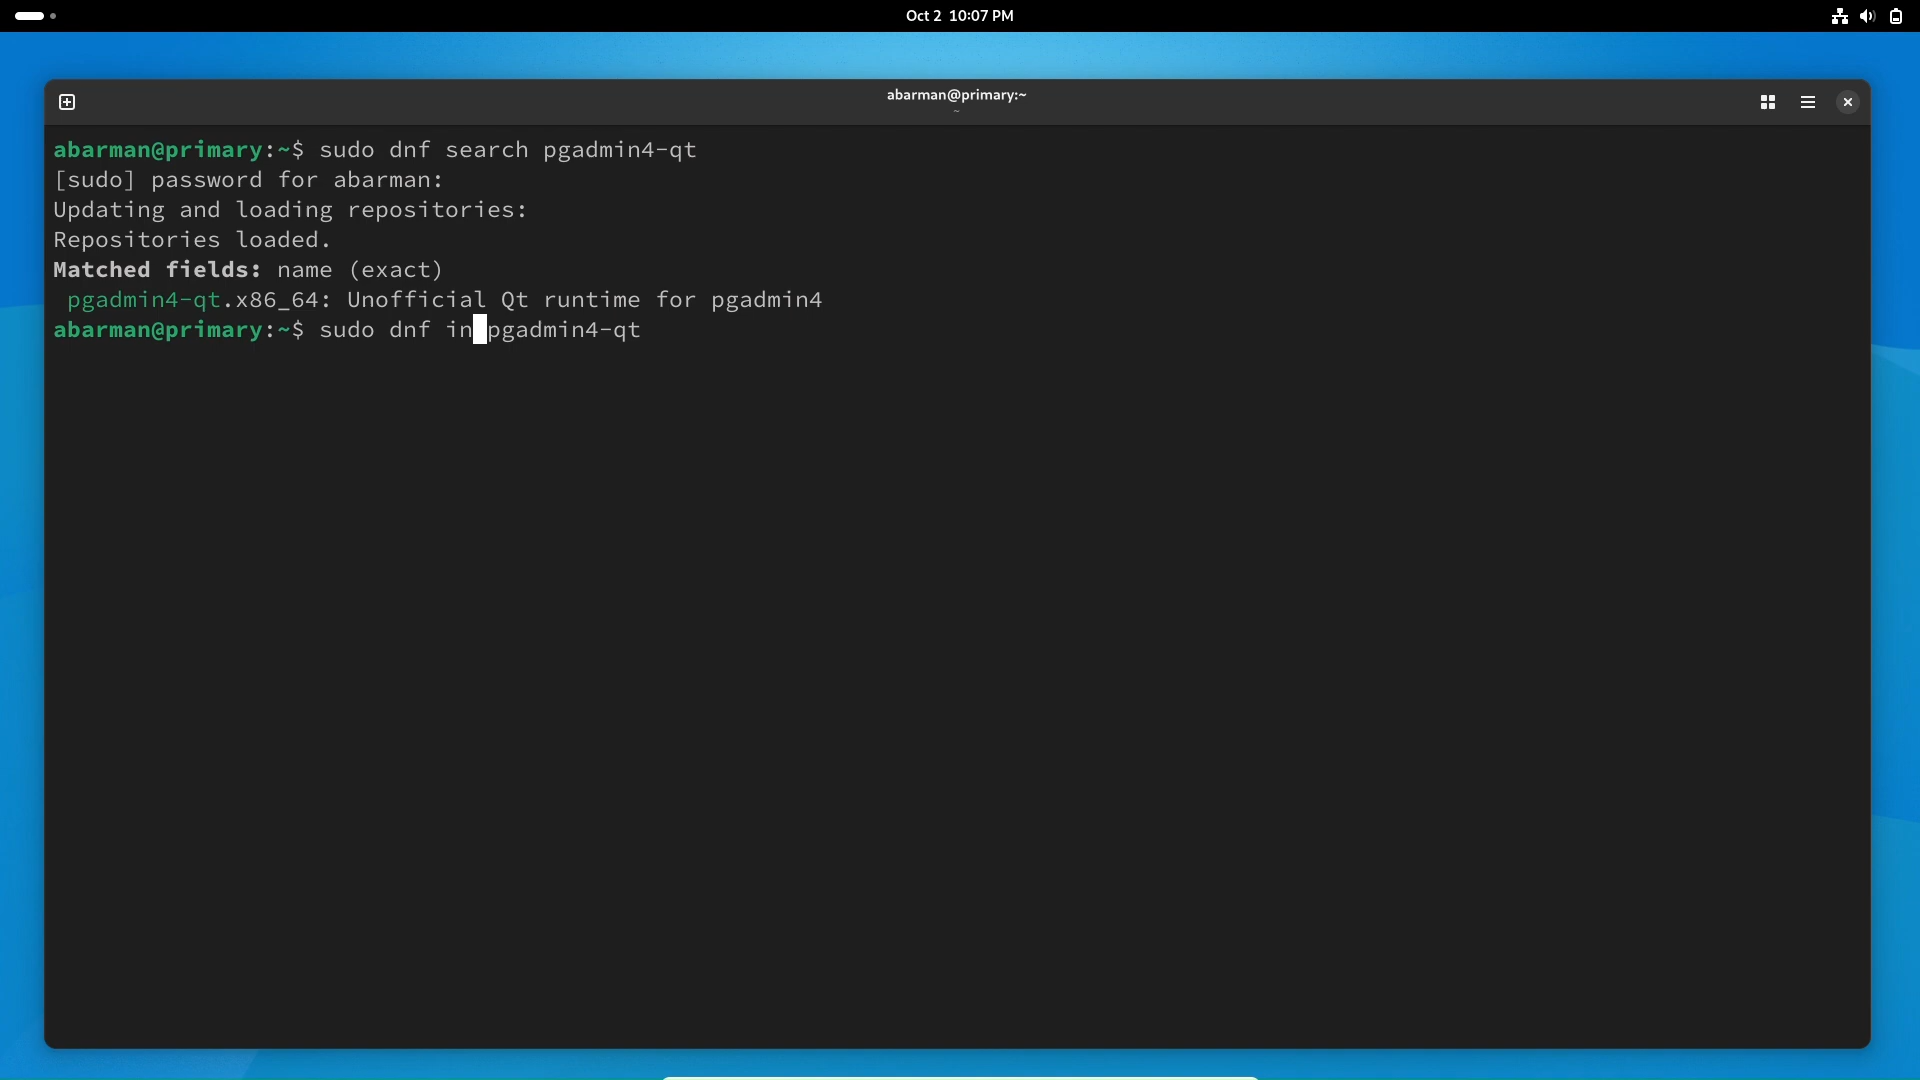 Oct 2 10:07 PM
abarman@primary:~
~
abarman@primary:~$ sudo dnf search pgadmin4-qt
[sudo] password for abarman:
Updating and loading repositories:
Repositories loaded.
Matched fields: name (exact)
 pgadmin4-qt.x86_64: Unofficial Qt runtime for pgadmin4
abarman@primary:~$ sudo dnf in pgadmin4-qt